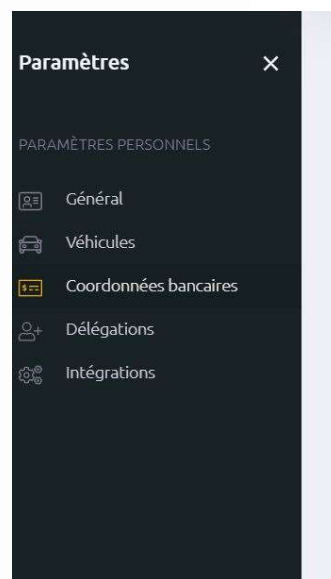 Paramètres
PARAMÈTRES PERSONNELS
Général
Véhicules
Coordonnées bancaires
Délégations
Intégrations